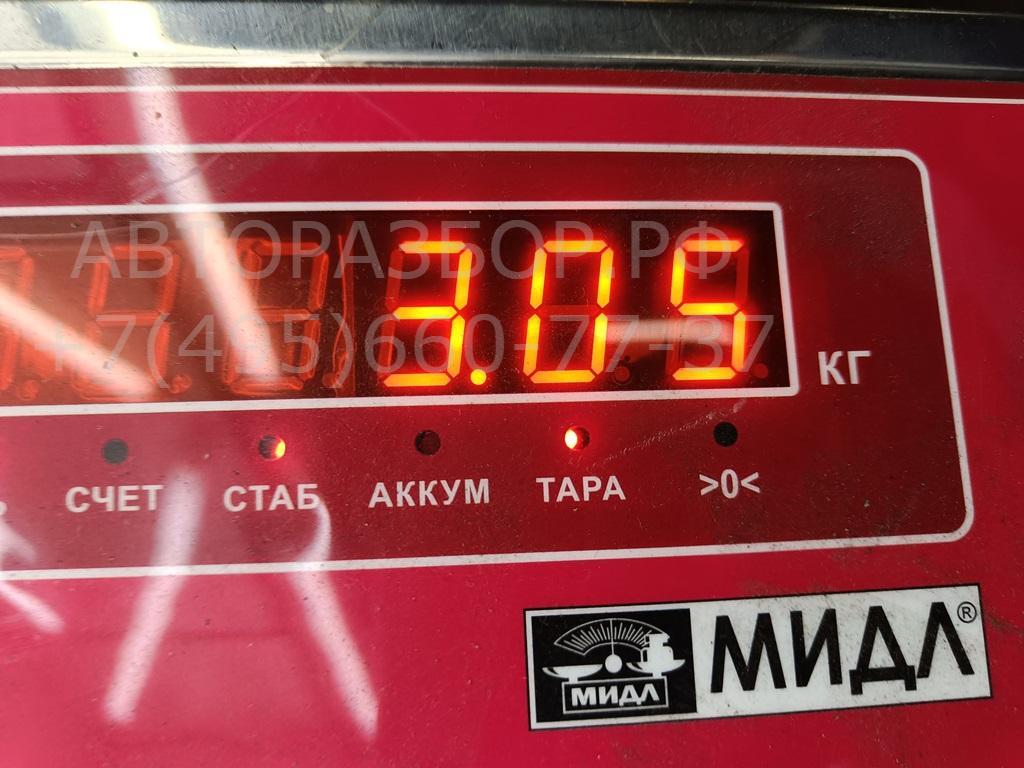 АВТОРАЗБОР.РФ
+7(495)660-77-37
3.05
КГ
СЧЕТ СТАБ АККУМ ТАРА >0<
МИДЛ
МИДЛ®